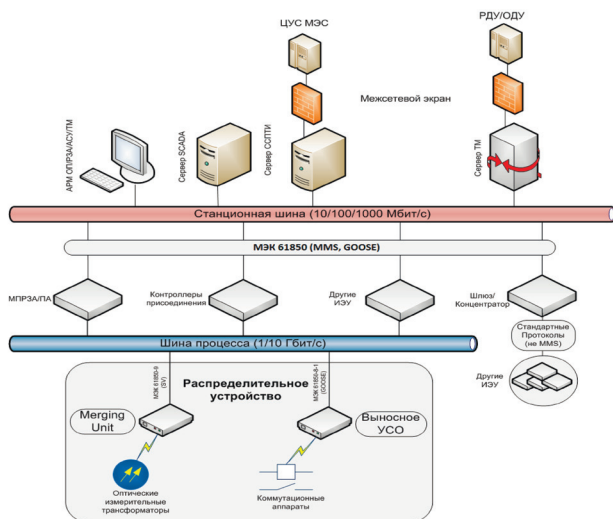 ЦУС МЭС
РДУ/ОДУ
Межсетевой экран
АРМ ОП/РЗА/АСУ/ТМ
Сервер SCADA
Сервер ССПТИ
Сервер ТМ
Станционная шина (10/100/1000 Мбит/с)
МЭК 61850 (MMS, GOOSE)
МПРЗА/ПА
Контроллеры
присоединения
Другие
ИЭУ
Шлюз/
Концентратор
Стандартные
Протоколы
(не MMS)
Другие
ИЭУ
Шина процесса (1/10 Гбит/с)
МЭК 61850-9
(SV)
МЭК 61850-8-1
(GOOSE)
Распределительное
устройство
Merging
Unit
Выносное
УСО
Оптические
измерительные
трансформаторы
Коммутационные
аппараты